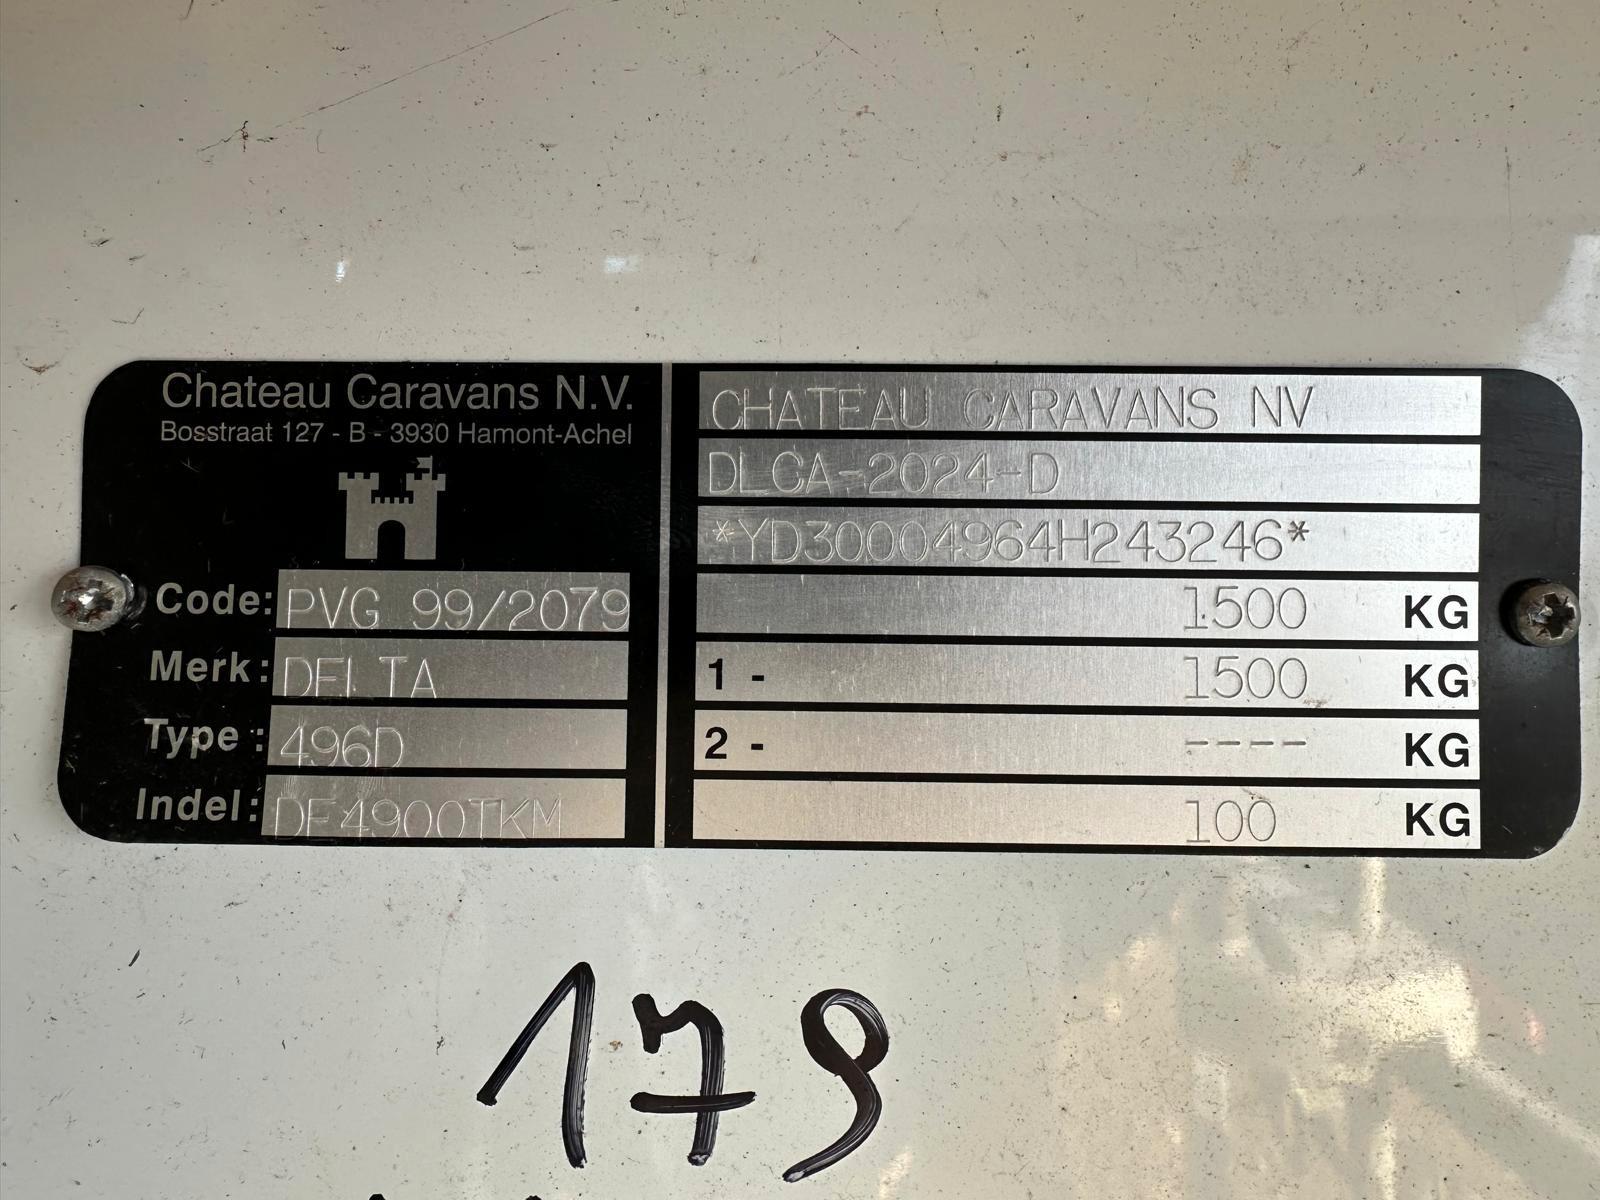 Chateau Caravans N.V.
Bosstraat 127 - B - 3930 Hamont-Achel
Code: PVG 99/2079
Merk: DELTA
Type: 496D
Indel: DE4900TKM
CHATEAU CARAVANS NV
DLCA-2024-D
*YD30004964H243246*
1500 KG
1 - 1500 KG
2 - ---- KG
100 KG
179